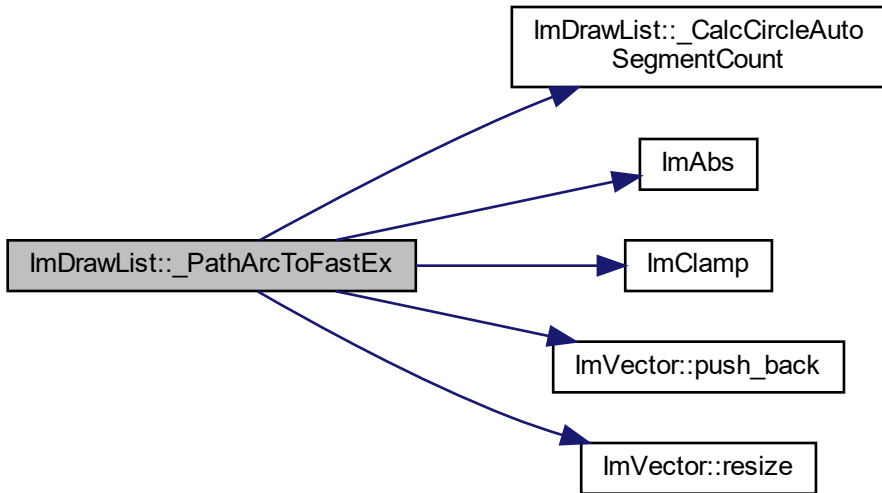 ImDrawList::_CalcCircleAuto
SegmentCount
ImAbs
ImDrawList::_PathArcToFastEx
ImClamp
ImVector::push_back
ImVector::resize